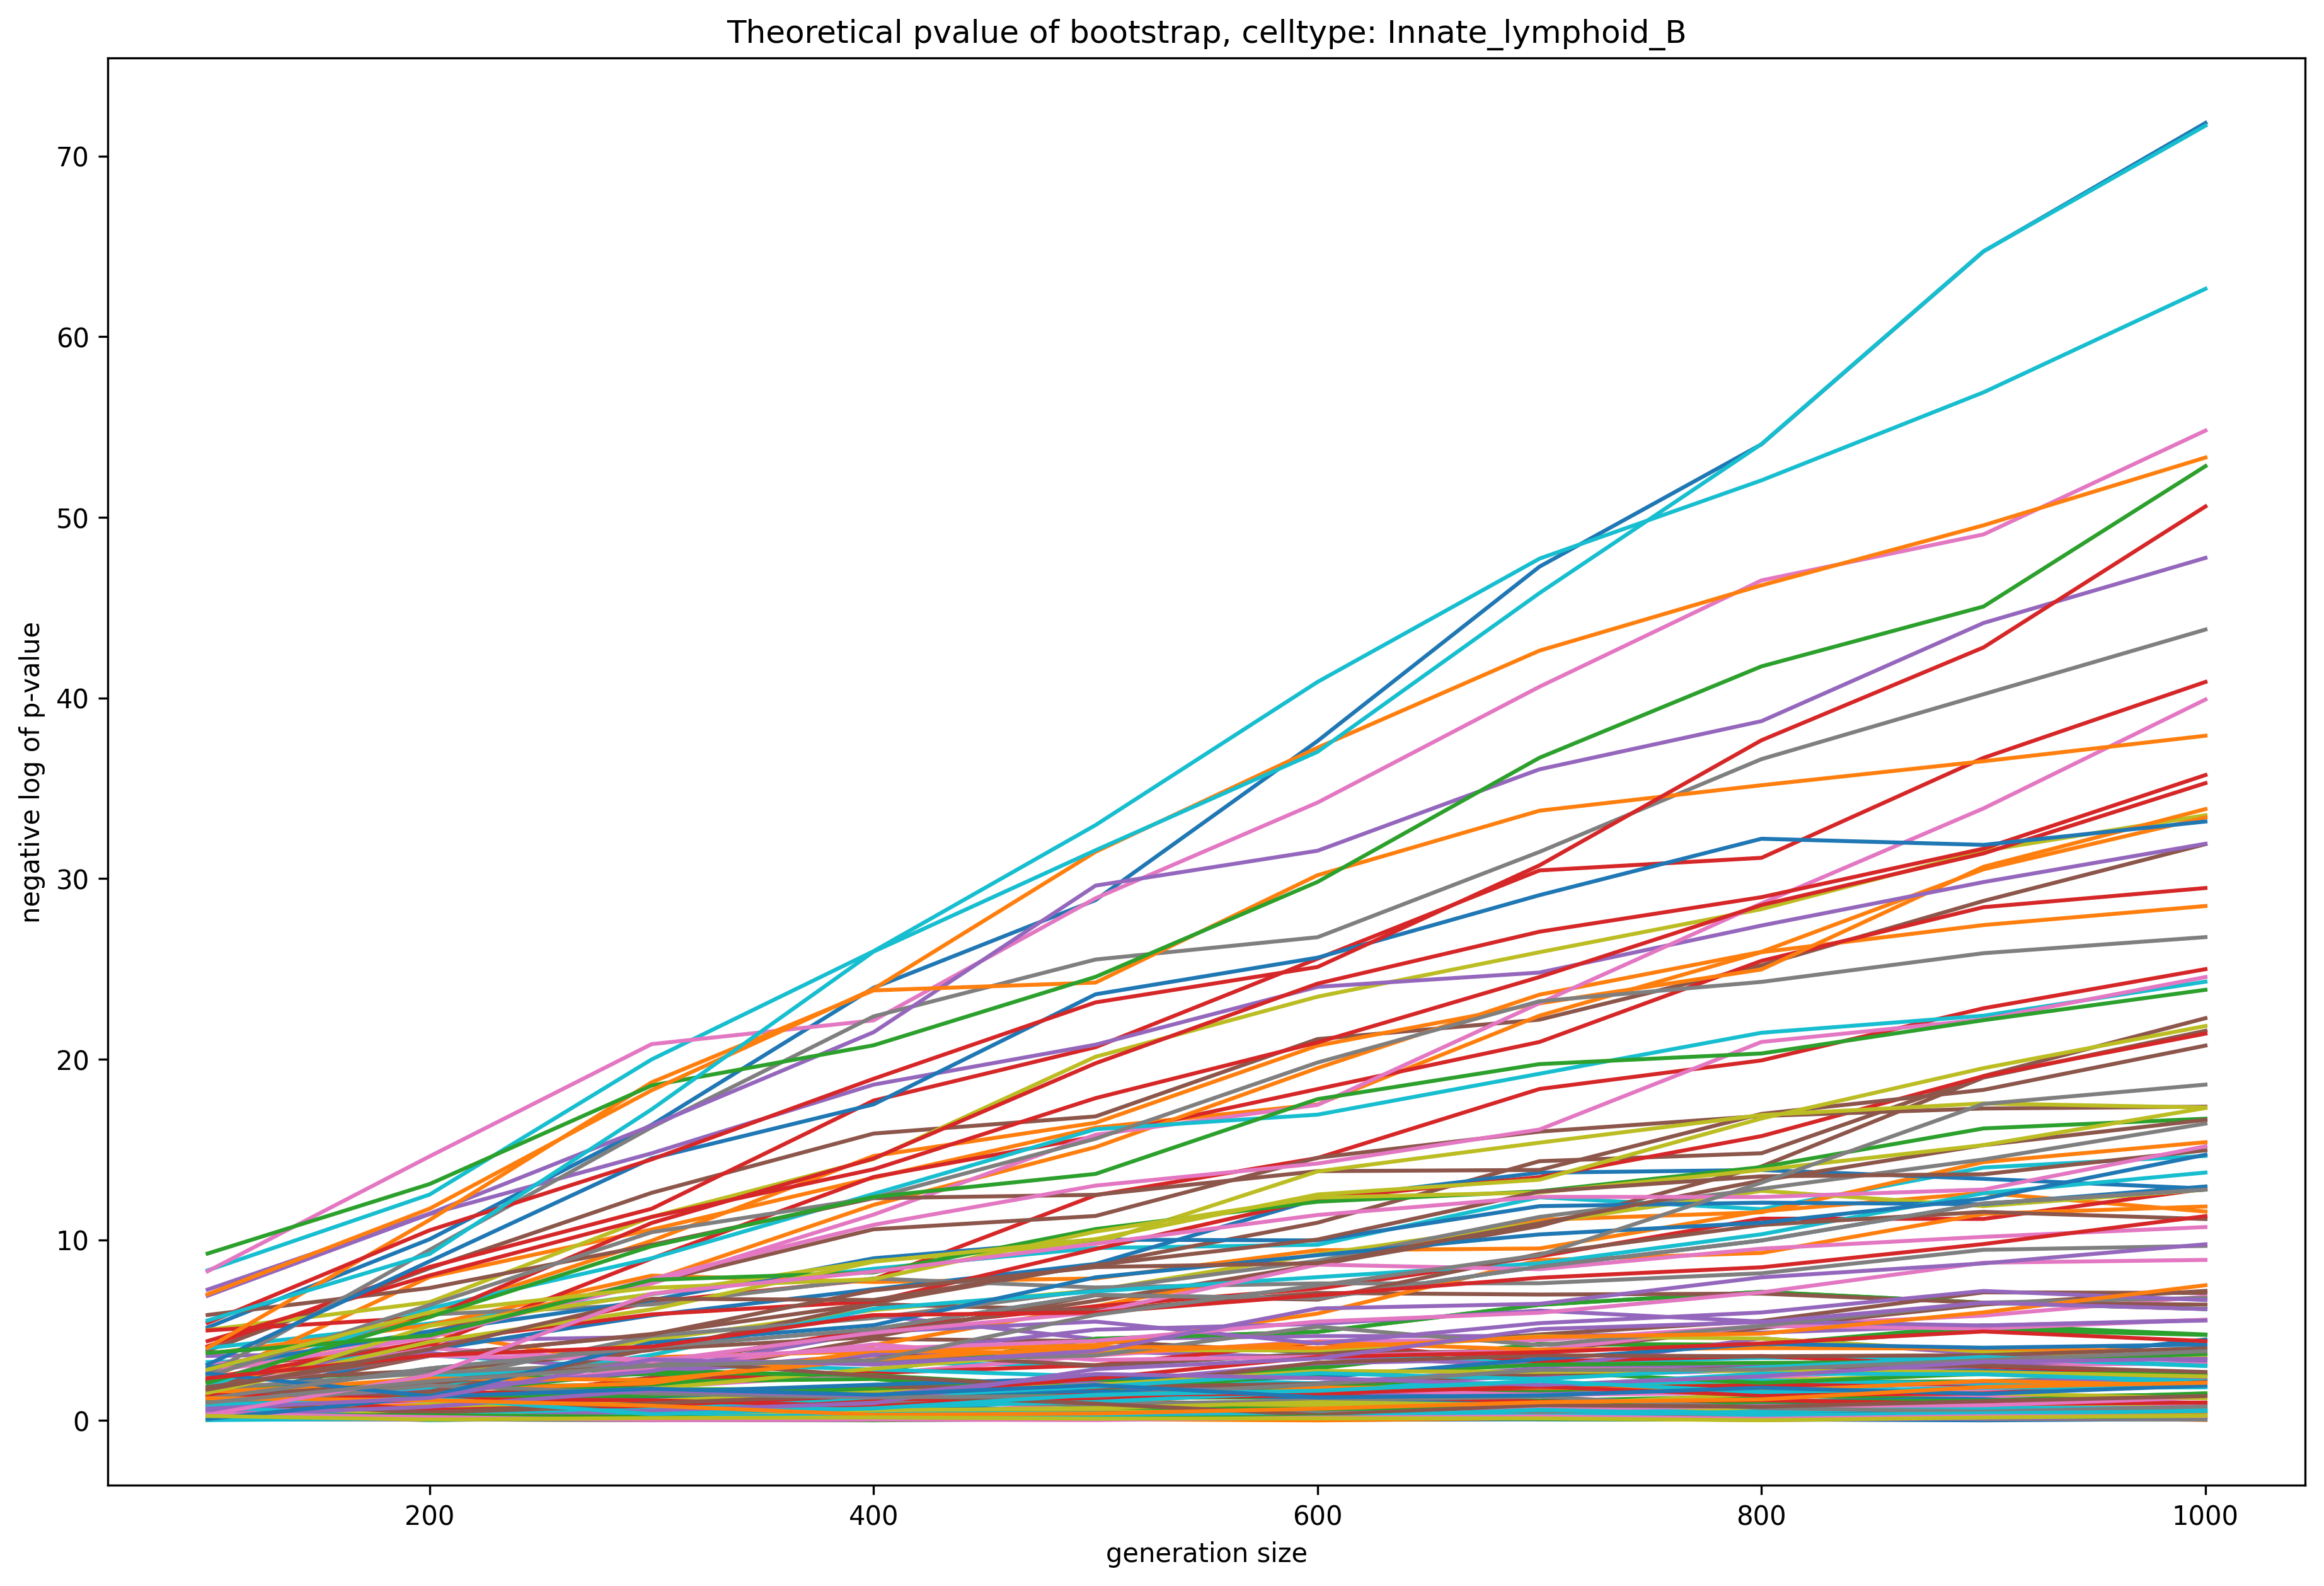 Theoretical pvalue of bootstrap, celltype: Innate_lymphoid_B
70
60
50
40
30
20
10
0
negative log of p-value
200 400 600 800 1000
generation size